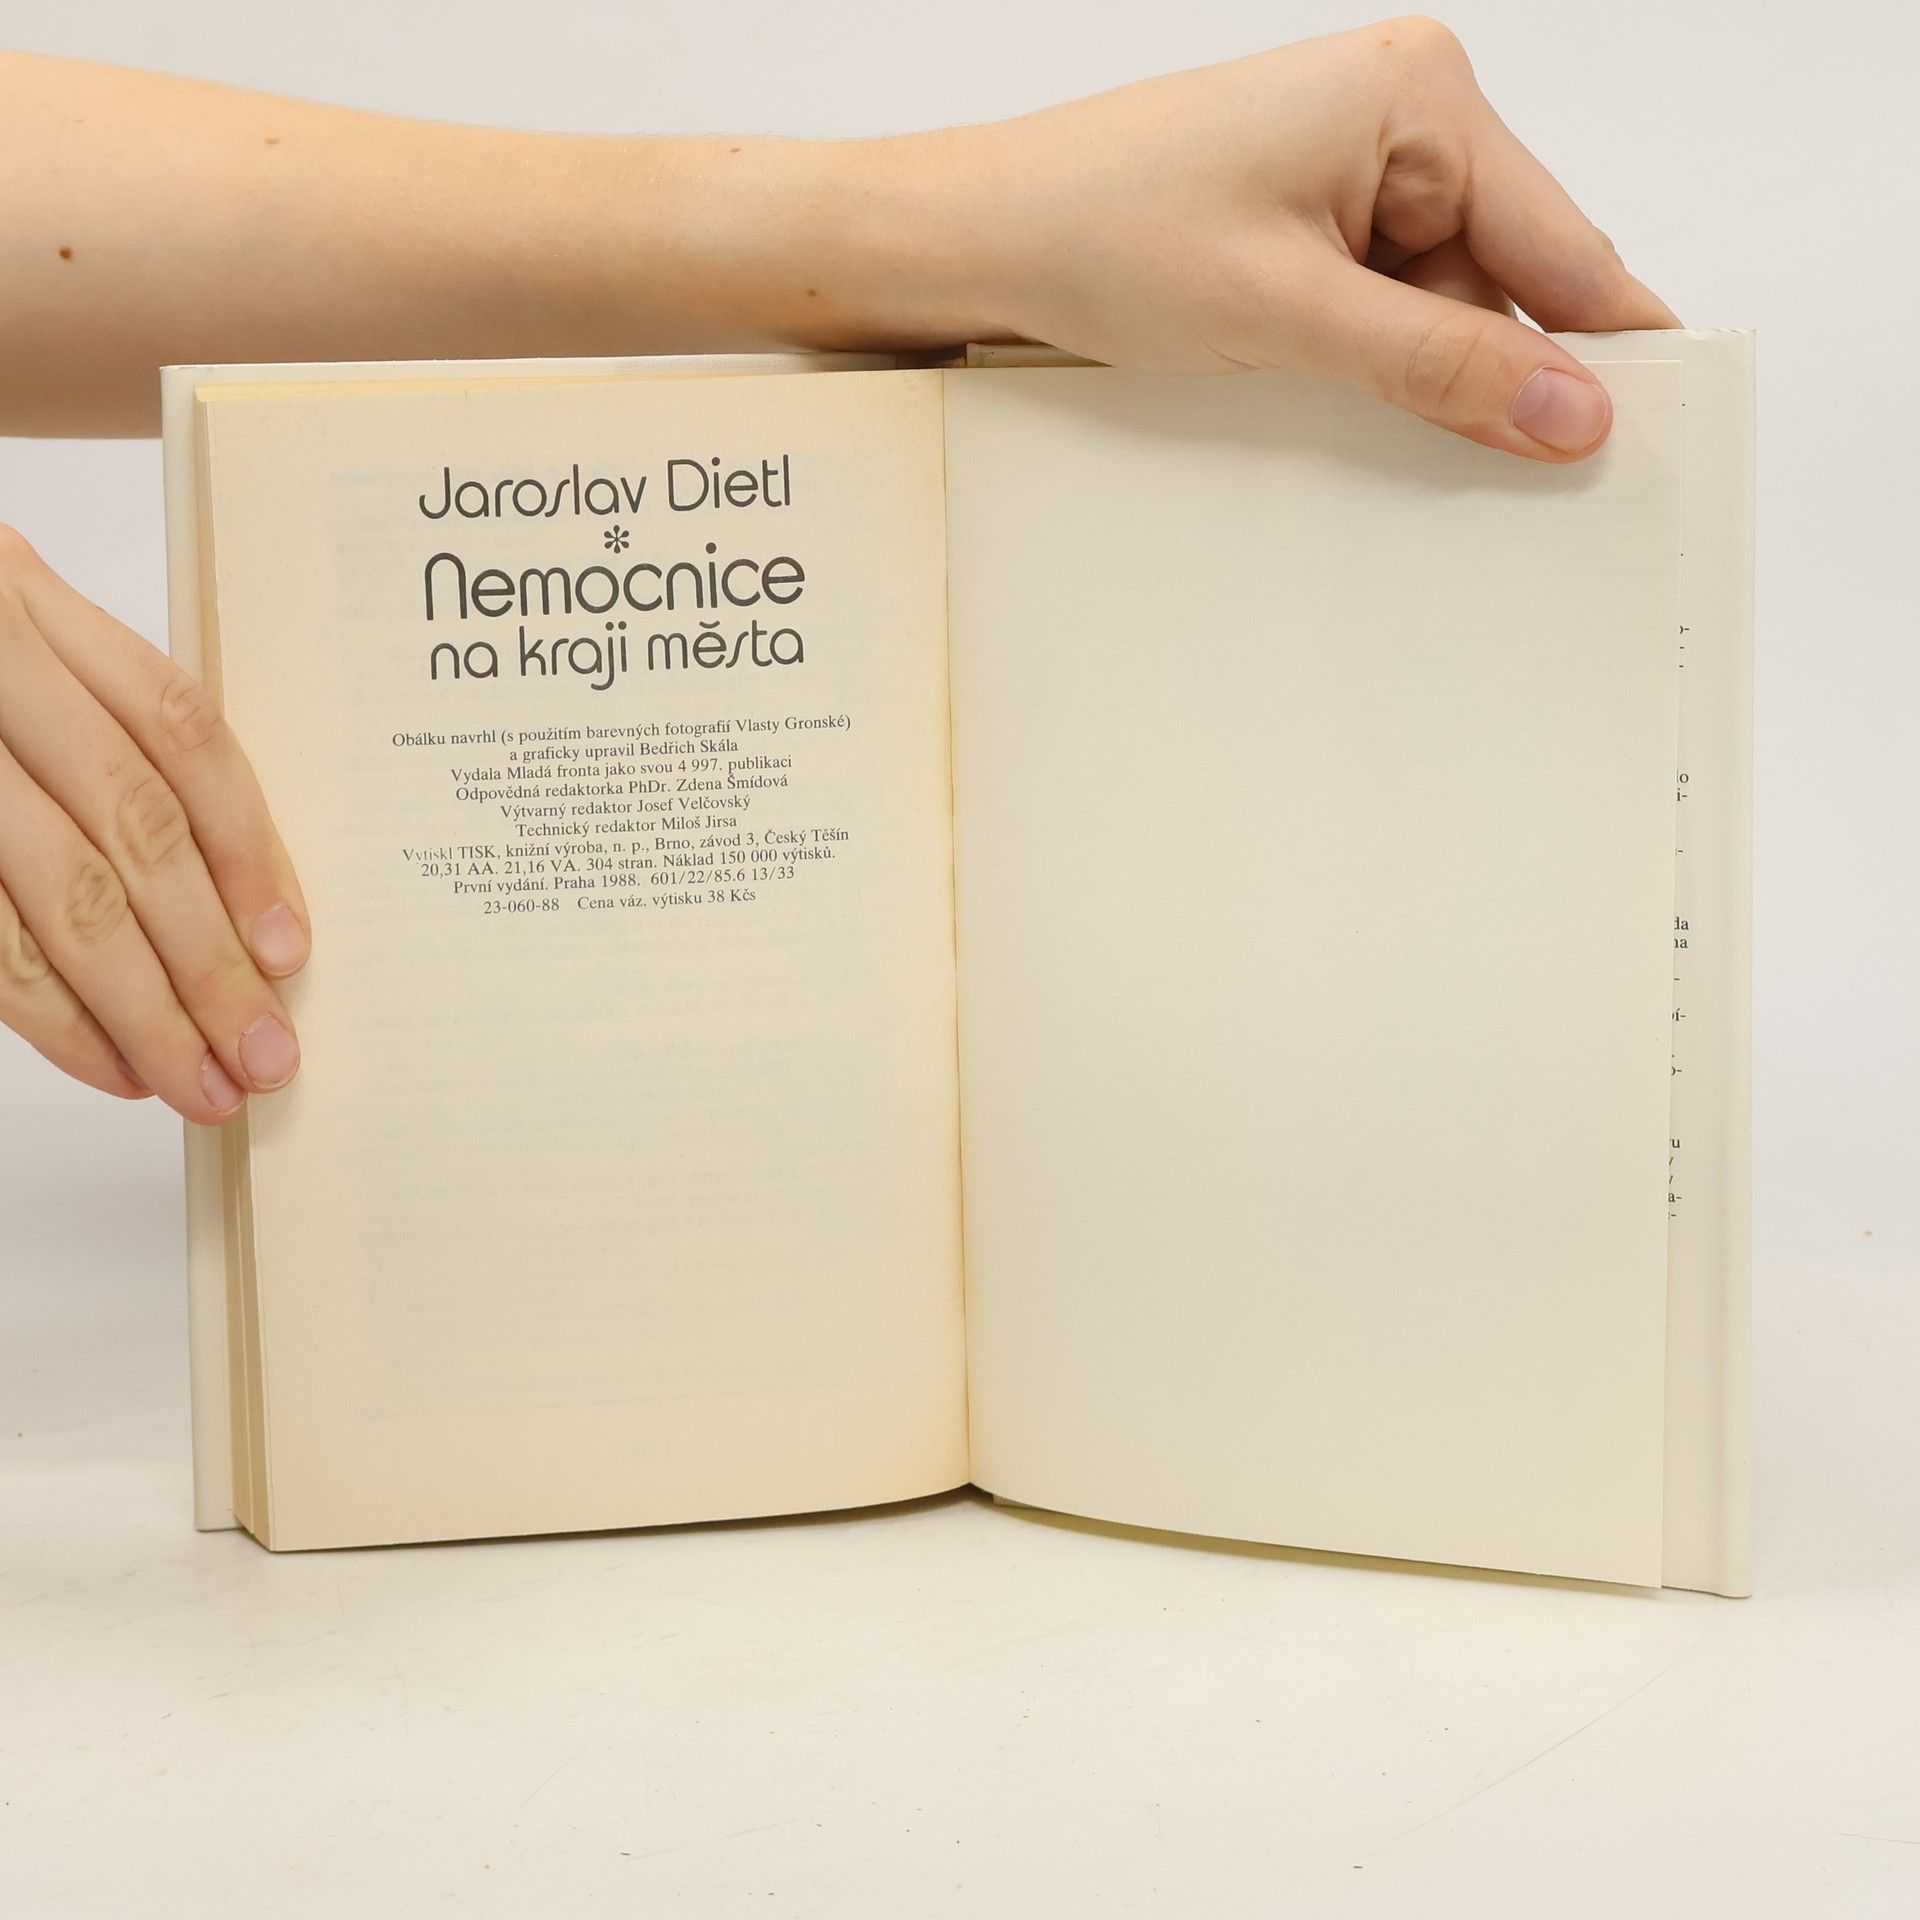 Jaroslav Dietl
*
Nemocnice
na kraji města
Obálku navrhl (s použitím barevných fotografií Vlasty Gronské)
a graficky upravil Bedřich Skála
Vydala Mladá fronta jako svou 4 997. publikaci
Odpovědná redaktorka PhDr. Zdena Šmídová
Výtvarný redaktor Josef Velčovský
Technický redaktor Miloš Jirsa
Vytiskl TISK, knižní výroba, n. p., Brno, závod 3, Český Těšín
20,31 AA. 21,16 VA. 304 stran. Náklad 150 000 výtisků.
První vydání. Praha 1988. 601/22/85.6 13/33
23-060-88 Cena váz. výtisku 38 Kčs